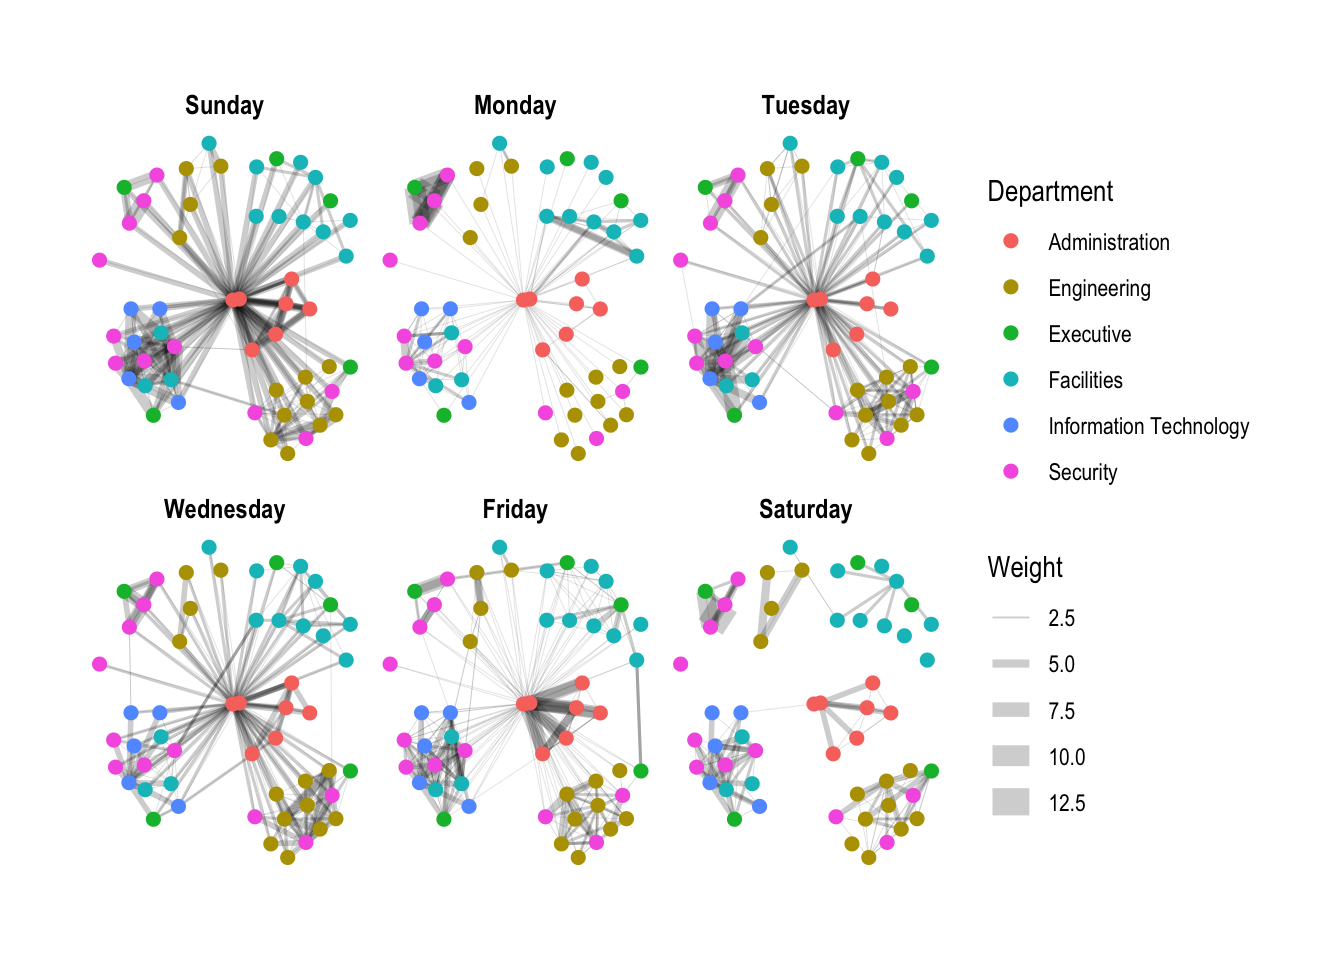 Sunday
Monday
Tuesday
Wednesday
Friday
Saturday
Department
Administration
Engineering
Executive
Facilities
Information Technology
Security
Weight
2.5
5.0
7.5
10.0
12.5